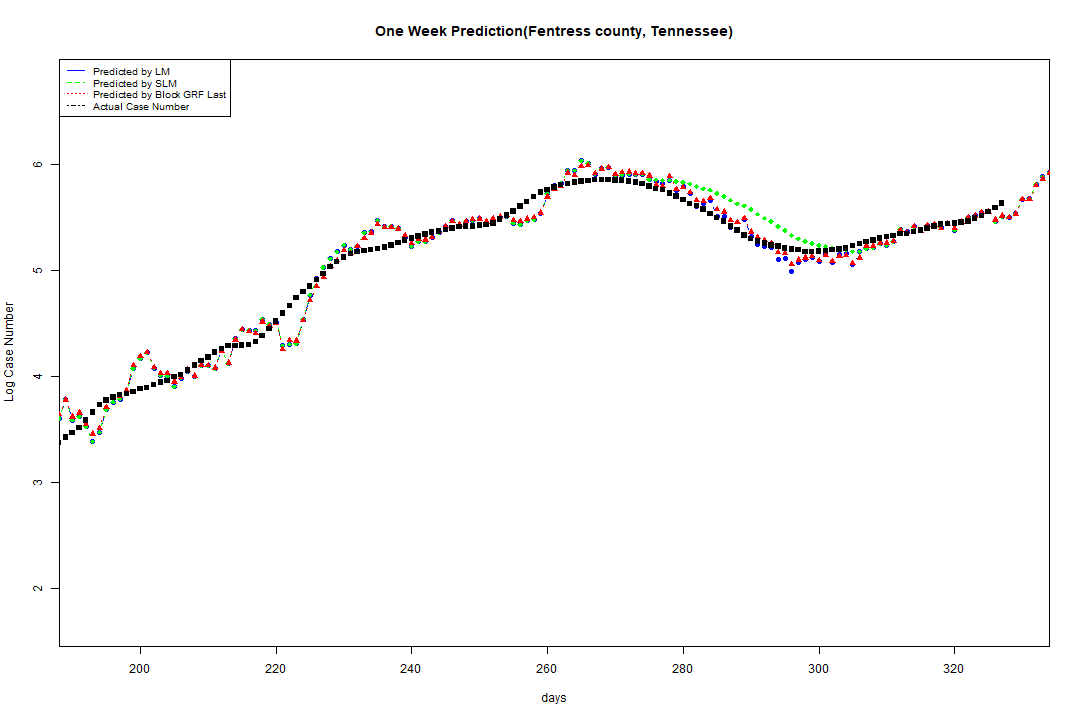 One Week Prediction(Fentress county, Tennessee)
Predicted by LM
Predicted by SLM
Predicted by Block GRF Last
Actual Case Number
Log Case Number
6
5
4
3
2
200 220 240 260 280 300 320
days